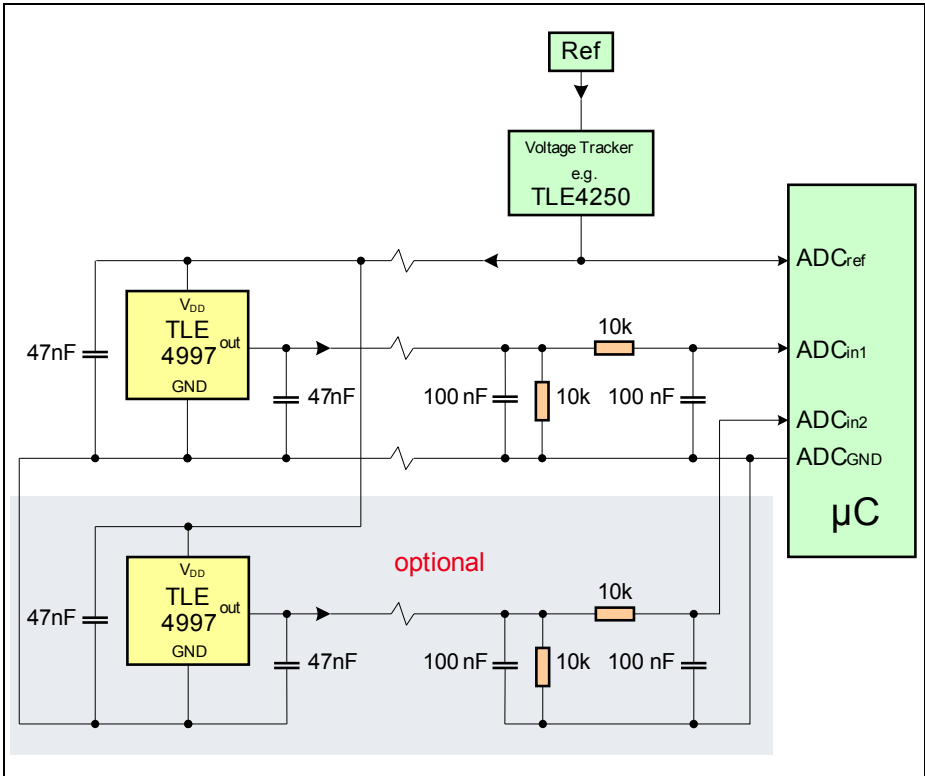 Ref
Voltage Tracker
e.g.
TLE4250
ADCref
VDD
TLE
4997
out
GND
47nF
47nF
10k
100 nF
10k
100 nF
ADCin1
ADCin2
ADCGND
µC
optional
VDD
TLE
4997
out
GND
47nF
47nF
10k
100 nF
10k
100 nF